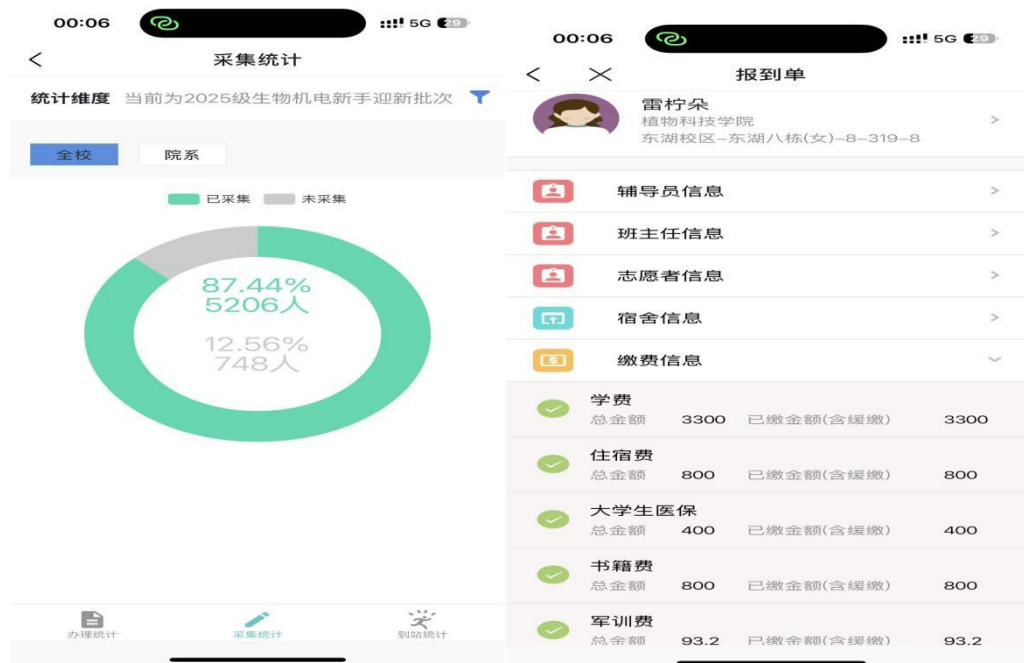 00:06
5G 29
采集统计
统计维度 当前为2025级生物机电新手迎新批次
全校 院系
已采集 未采集
87.44%
5206人
12.56%
748人
办理统计 采集统计 到站统计
00:06
5G 29
报到单
雷柠朵
植物科技学院
东湖校区-东湖八栋(女)-8-319-8
辅导员信息
班主任信息
志愿者信息
宿舍信息
缴费信息
学费
总金额 3300 已缴金额(含缓缴) 3300
住宿费
总金额 800 已缴金额(含缓缴) 800
大学生医保
总金额 400 已缴金额(含缓缴) 400
书籍费
总金额 800 已缴金额(含缓缴) 800
军训费
总金额 93.2 已缴金额(含缓缴) 93.2